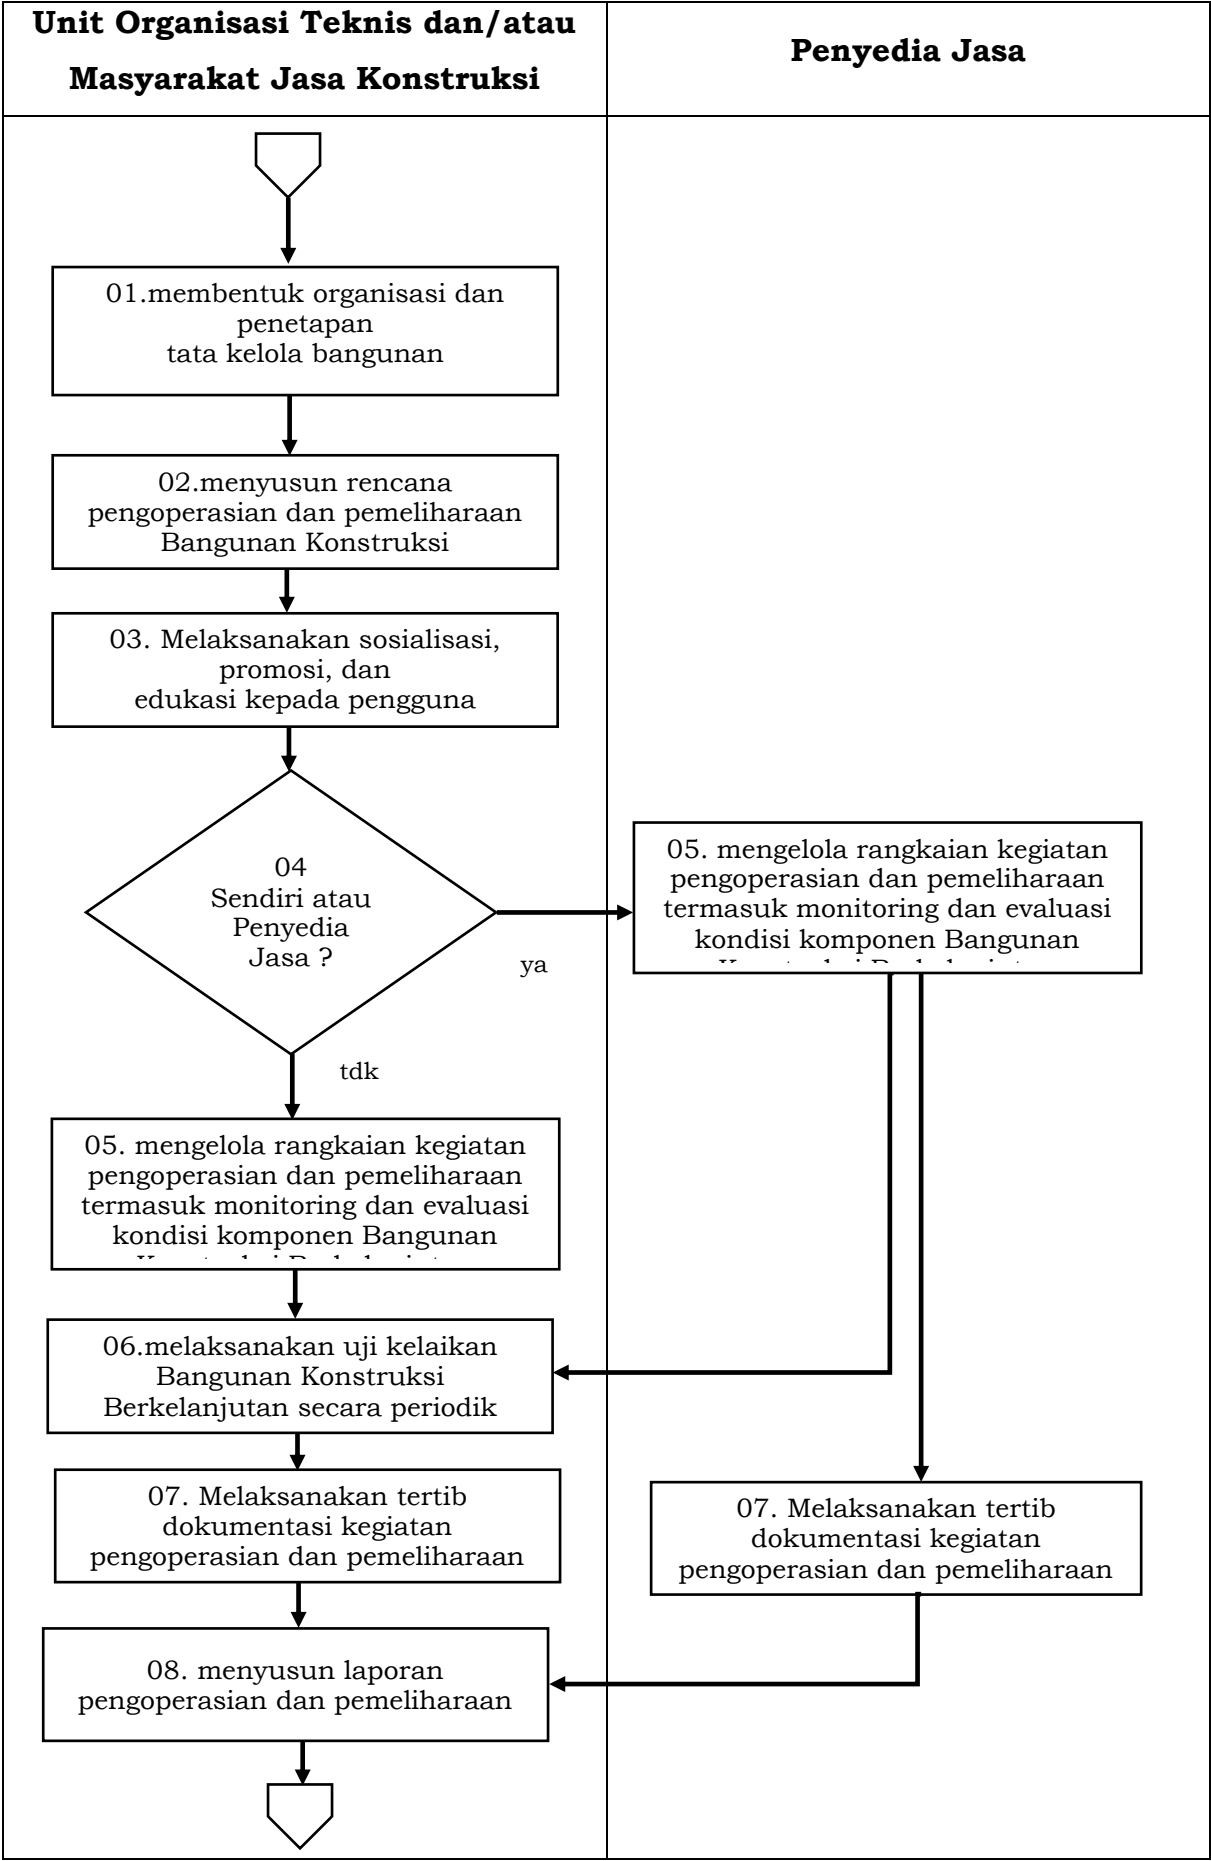 Unit Organisasi Teknis dan/atau
Masyarakat Jasa Konstruksi
Penyedia Jasa
01.membentuk organisasi dan
penetapan
tata kelola bangunan
02.menyusun rencana
pengoperasian dan pemeliharaan
Bangunan Konstruksi
03. Melaksanakan sosialisasi,
promosi, dan
edukasi kepada pengguna
04
Sendiri atau
Penyedia
Jasa ?
ya
tdk
05. mengelola rangkaian kegiatan
pengoperasian dan pemeliharaan
termasuk monitoring dan evaluasi
kondisi komponen Bangunan
05. mengelola rangkaian kegiatan
pengoperasian dan pemeliharaan
termasuk monitoring dan evaluasi
kondisi komponen Bangunan
06.melaksanakan uji kelaikan
Bangunan Konstruksi
Berkelanjutan secara periodik
07. Melaksanakan tertib
dokumentasi kegiatan
pengoperasian dan pemeliharaan
07. Melaksanakan tertib
dokumentasi kegiatan
pengoperasian dan pemeliharaan
08. menyusun laporan
pengoperasian dan pemeliharaan